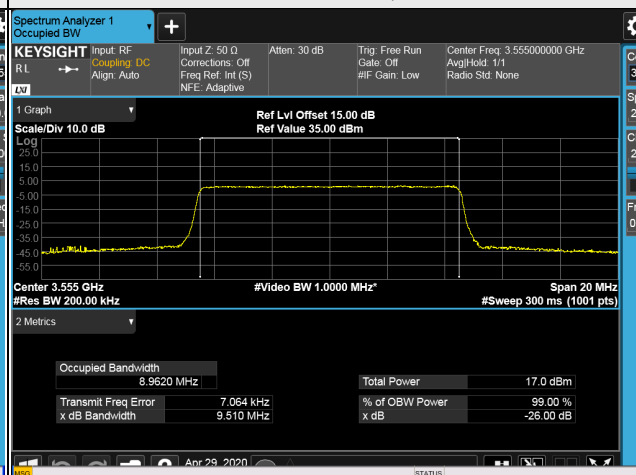 Spectrum Analyzer 1
Occupied BW
KEYSIGHT Input: RF Input Z: 50 Ω Atten: 30 dB Trig: Free Run Center Freq: 3.555000000 GHz
RL Coupling: DC Corrections: Off Gate: Off Avg|Hold: 1/1
Align: Auto Freq Ref: Int (S) #IF Gain: Low Radio Std: None
LXI NFE: Adaptive
1 Graph
Ref Lvl Offset 15.00 dB
Scale/Div 10.0 dB Ref Value 35.00 dBm
Log
25.0
15.0
5.00
-5.00
-15.0
-25.0
-35.0
-45.0
-55.0
Center 3.555 GHz #Video BW 1.0000 MHz* Span 20 MHz
#Res BW 200.00 kHz #Sweep 300 ms (1001 pts)
2 Metrics
Occupied Bandwidth
8.9620 MHz Total Power 17.0 dBm
Transmit Freq Error 7.064 kHz % of OBW Power 99.00 %
x dB Bandwidth 9.510 MHz x dB -26.00 dB
Apr 29, 2020
MSG STATUS